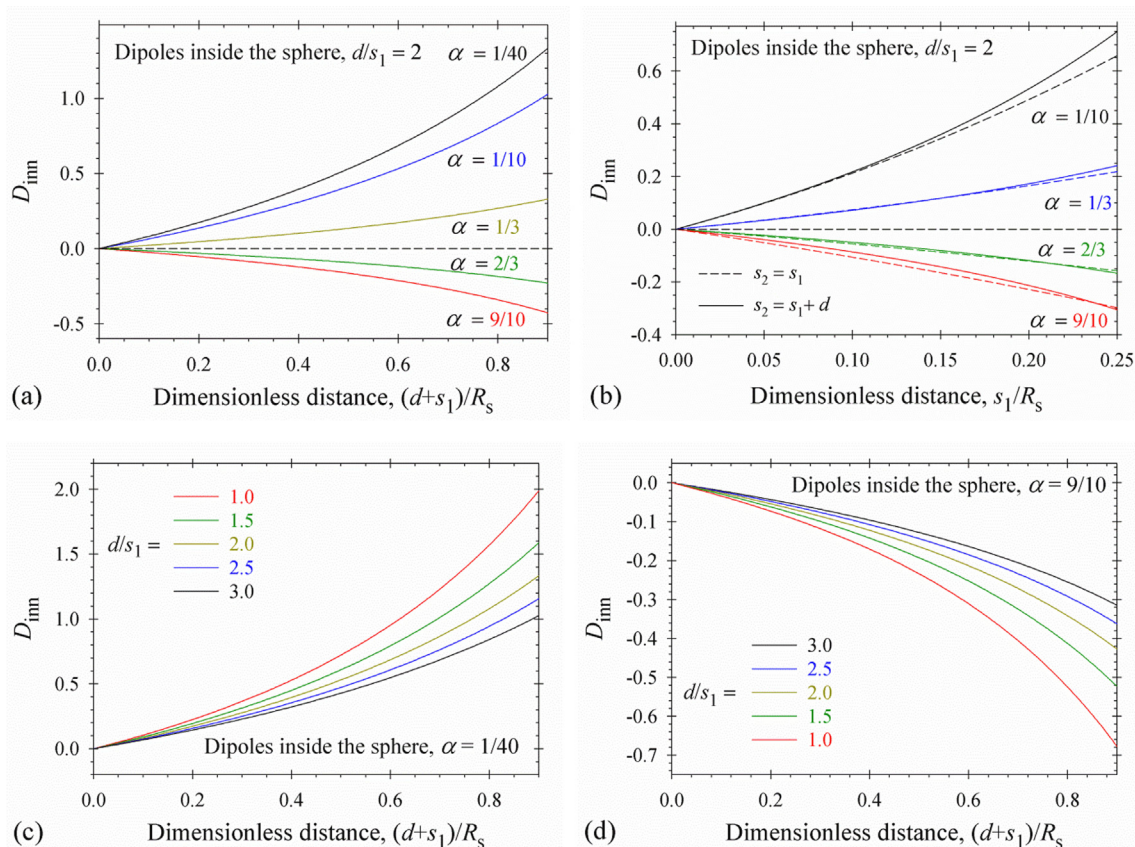 Dipoles inside the sphere, d/s₁ = 2
α = 1/40
α = 1/10
α = 1/3
α = 2/3
α = 9/10
1.0
0.5
0.0
-0.5
D_inn
0.0 0.2 0.4 0.6 0.8
(a) Dimensionless distance, (d+s₁)/R_s
Dipoles inside the sphere, d/s₁ = 2
α = 1/10
α = 1/3
α = 2/3
α = 9/10
s₂ = s₁
s₂ = s₁+d
0.6
0.4
0.2
0.0
-0.2
-0.4
D_inn
0.00 0.05 0.10 0.15 0.20 0.25
(b) Dimensionless distance, s₁/R_s
2.0
1.5
1.0
0.5
0.0
D_inn
d/s₁ =
1.0
1.5
2.0
2.5
3.0
Dipoles inside the sphere, α = 1/40
0.0 0.2 0.4 0.6 0.8
(c) Dimensionless distance, (d+s₁)/R_s
0.0
-0.1
-0.2
-0.3
-0.4
-0.5
-0.6
-0.7
D_inn
Dipoles inside the sphere, α = 9/10
d/s₁ =
3.0
2.5
2.0
1.5
1.0
0.0 0.2 0.4 0.6 0.8
(d) Dimensionless distance, (d+s₁)/R_s